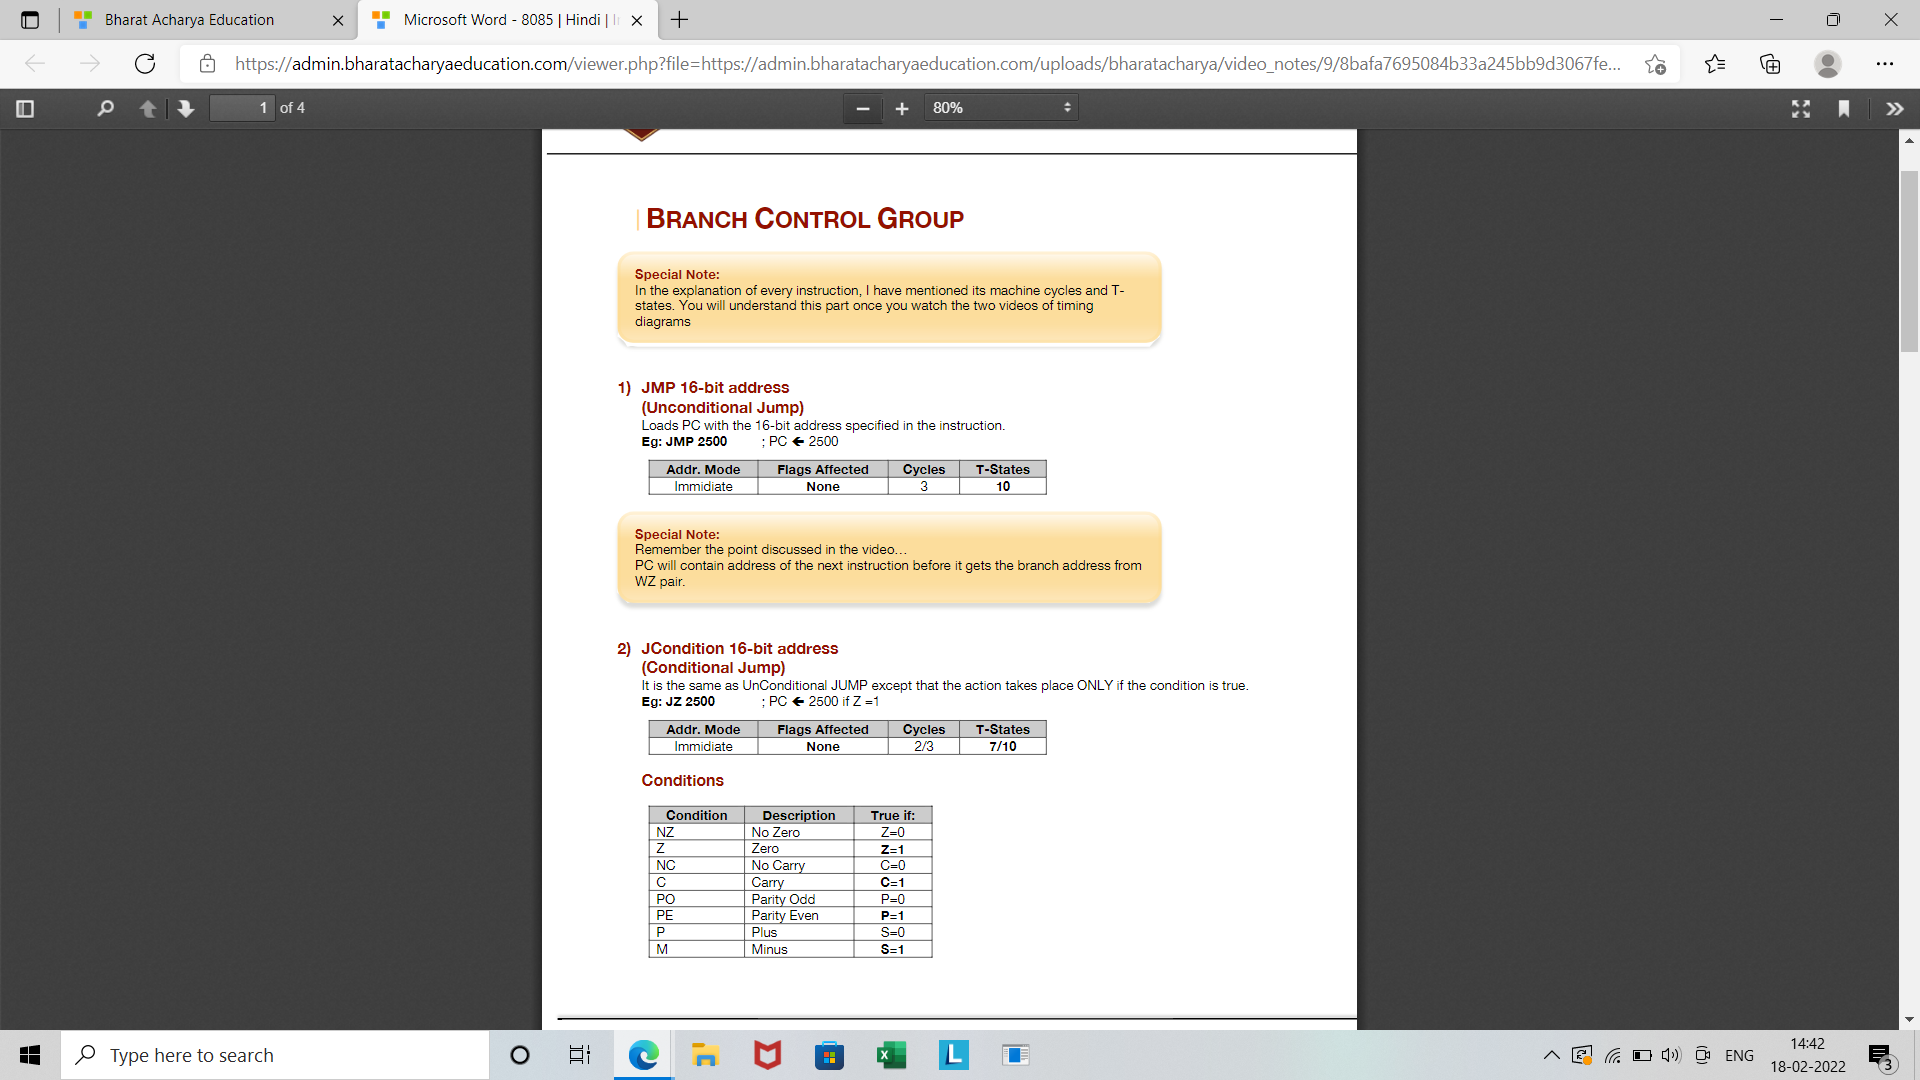 Bharat Acharya Education
Microsoft Word - 8085 | Hindi |
https://admin.bharatacharyaeducation.com/viewer.php?file=https://admin.bharatacharyaeducation.com/uploads/bharatacharya/video_notes/9/8bafa7695084b33a245bb9d3067fe...
1 of 4
80%
BRANCH CONTROL GROUP
Special Note:
In the explanation of every instruction, I have mentioned its machine cycles and T-
states. You will understand this part once you watch the two videos of timing
diagrams
1) JMP 16-bit address
(Unconditional Jump)
Loads PC with the 16-bit address specified in the instruction.
Eg: JMP 2500 ; PC ← 2500
Addr. Mode Flags Affected Cycles T-States
Immidiate None 3 10
Special Note:
Remember the point discussed in the video...
PC will contain address of the next instruction before it gets the branch address from
WZ pair.
2) JCondition 16-bit address
(Conditional Jump)
It is the same as UnConditional JUMP except that the action takes place ONLY if the condition is true.
Eg: JZ 2500 ; PC ← 2500 if Z =1
Addr. Mode Flags Affected Cycles T-States
Immidiate None 2/3 7/10
Conditions
Condition Description True if:
NZ No Zero Z=0
Z Zero Z=1
NC No Carry C=0
C Carry C=1
PO Parity Odd P=0
PE Parity Even P=1
P Plus S=0
M Minus S=1
Type here to search
L
ENG
14:42
18-02-2022
3